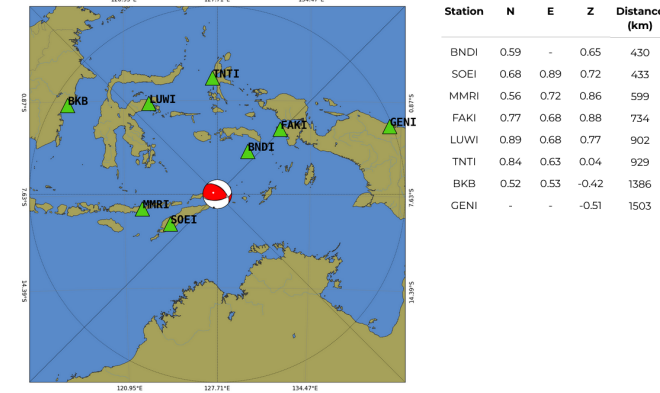 120.95°E 127.71°E 134.47°E
TNTI
0.87°S BKB LUWI 0.87°S
FAKI GENI
BNDI
7.63°S MMRI 7.63°S
SOEI
14.39°S 14.39°S
120.95°E 127.71°E 134.47°E
Station N E Z Distance
(km)
BNDI 0.59 - 0.65 430
SOEI 0.68 0.89 0.72 433
MMRI 0.56 0.72 0.86 599
FAKI 0.77 0.68 0.88 734
LUWI 0.89 0.68 0.77 902
TNTI 0.84 0.63 0.04 929
BKB 0.52 0.53 -0.42 1386
GENI - - -0.51 1503